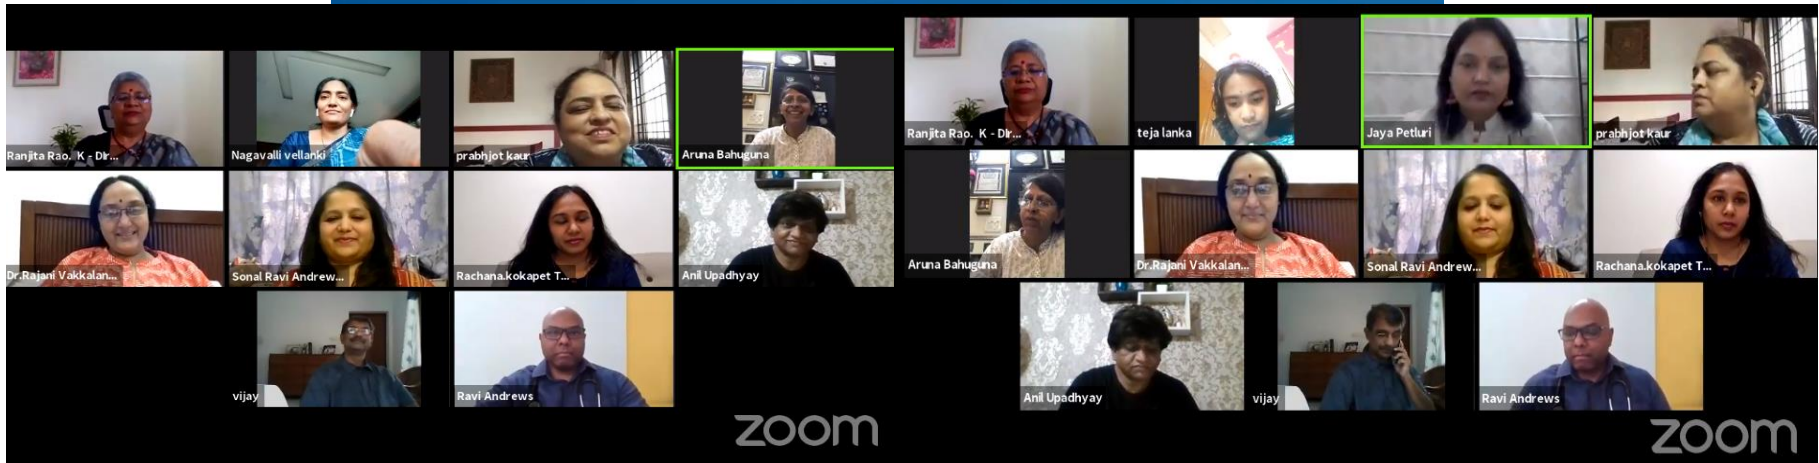 Ranjita Rao. K - DIr...
Nagavalli vellanki
prabhjot kaur
Aruna Bahuguna
Dr.Rajani Vakkalan...
Sonal Ravi Andrew...
Rachana.kokapet T...
Anil Upadhyay
vijay
Ravi Andrews
zoom
Ranjita Rao. K - DIr...
teja lanka
Jaya Petluri
prabhjot kaur
Aruna Bahuguna
Dr.Rajani Vakkalan...
Sonal Ravi Andrew...
Rachana.kokapet T...
Anil Upadhyay
vijay
Ravi Andrews
zoom